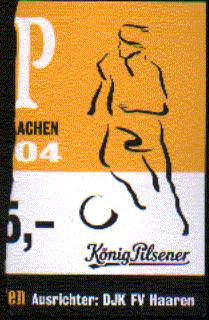 P
ACHEN
04
5,-
König Pilsener
en Ausrichter: DJK FV Haaren